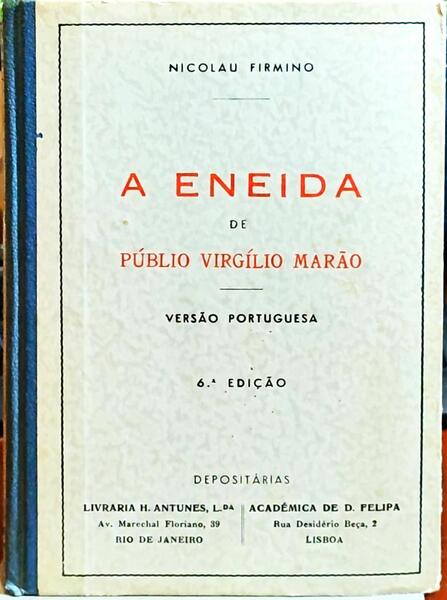 NICOLAU FIRMINO
A ENEIDA
DE
PÚBLIO VIRGÍLIO MARÃO
VERSÃO PORTUGUESA
6.ª EDIÇÃO
DEPOSITÁRIAS
LIVRARIA H. ANTUNES, L.DA
Av. Marechal Floriano, 39
RIO DE JANEIRO
ACADÉMICA DE D. FELIPA
Rua Desidério Beça, 2
LISBOA